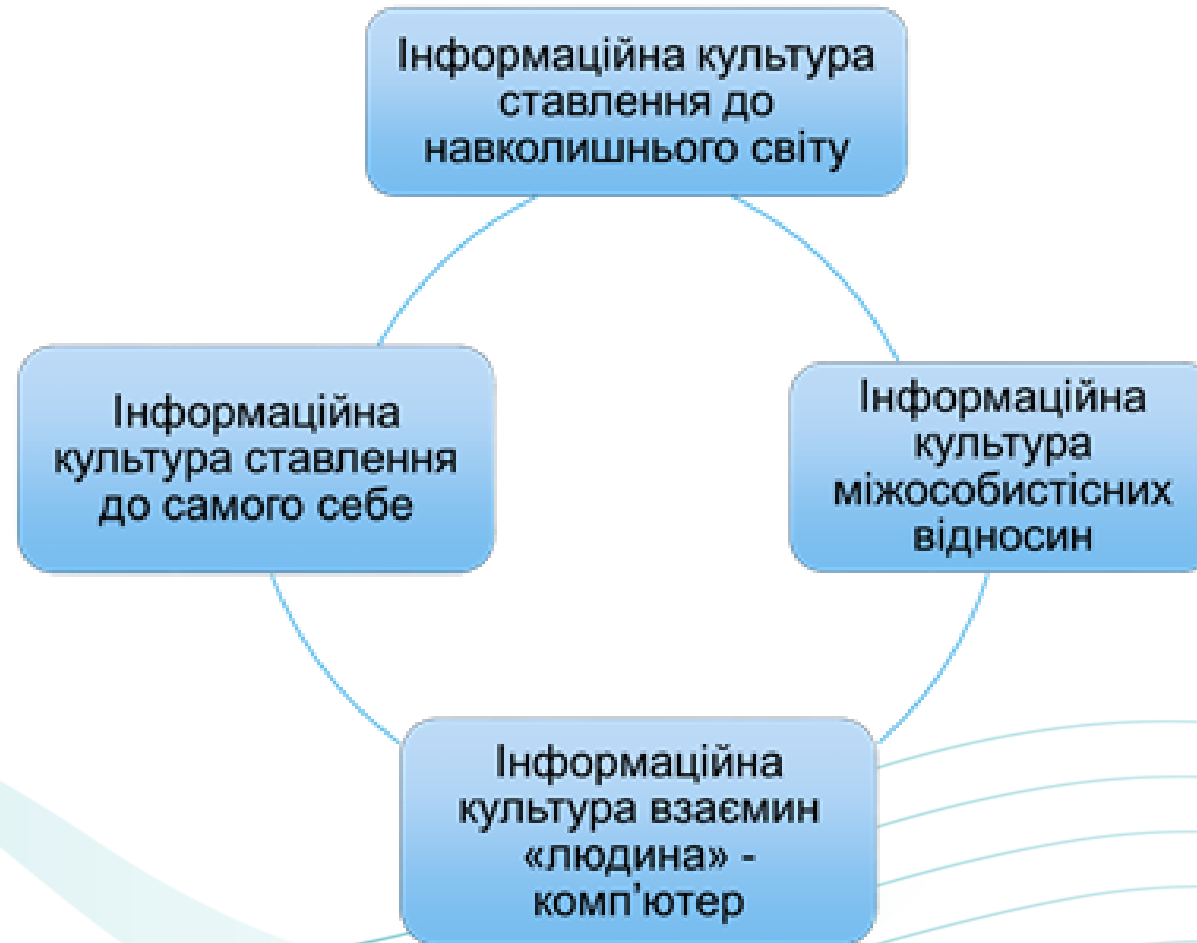 Інформаційна культура
ставлення до
навколишнього світу
Інформаційна
культура ставлення
до самого себе
Інформаційна
культура
міжособистісних
відносин
Інформаційна
культура взаємин
«людина» -
комп'ютер